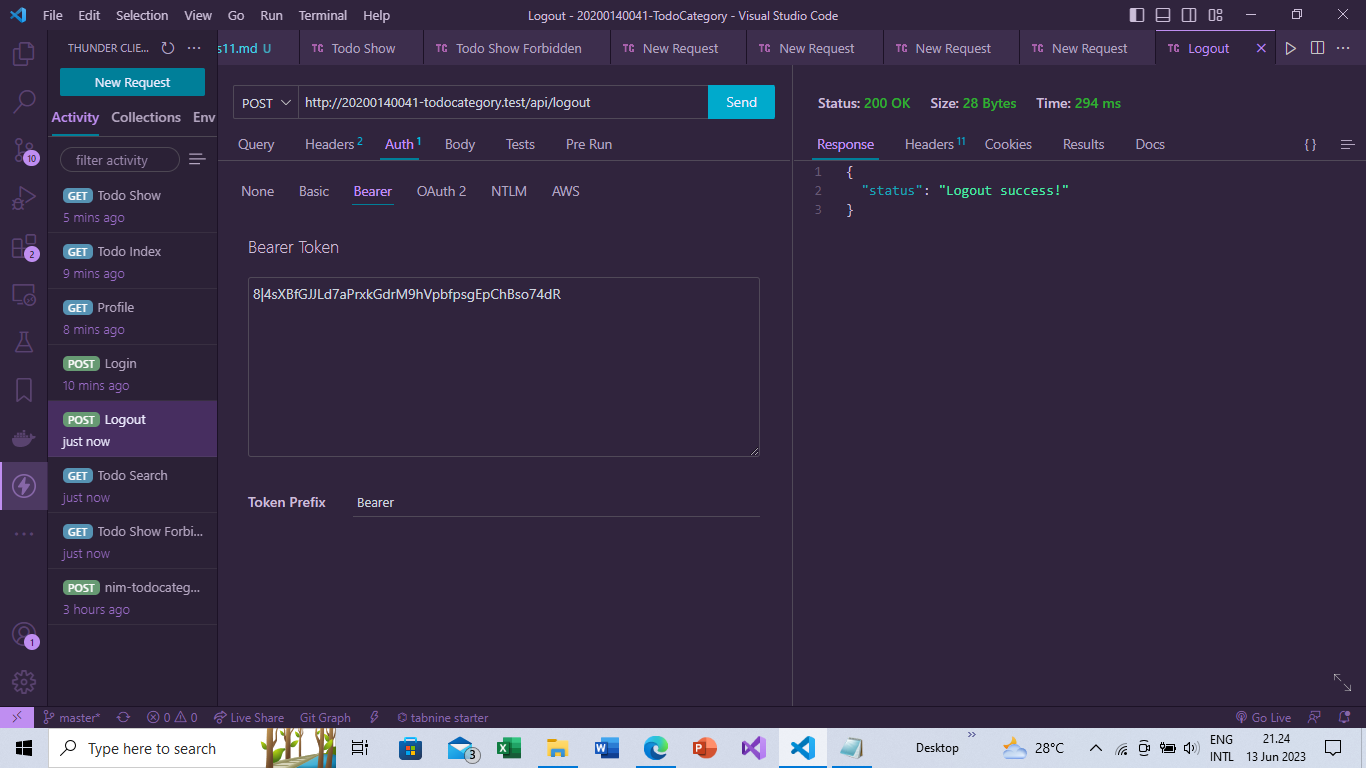 File Edit Selection View Go Run Terminal Help
Logout - 20200140041-TodoCategory - Visual Studio Code
THUNDER CLIE...
s11.md U
TC Todo Show
TC Todo Show Forbidden
TC New Request
TC New Request
TC New Request
TC New Request
TC Logout
New Request
Activity Collections Env
filter activity
GET Todo Show
5 mins ago
GET Todo Index
9 mins ago
GET Profile
8 mins ago
POST Login
10 mins ago
POST Logout
just now
GET Todo Search
just now
GET Todo Show Forbi...
just now
POST nim-todocateg...
3 hours ago
10
2
1
POST http://20200140041-todocategory.test/api/logout Send
Query Headers 2 Auth 1 Body Tests Pre Run
None Basic Bearer OAuth 2 NTLM AWS
Bearer Token
8|4sXBfGJJLd7aPrxkGdrM9hVpbfpsgEpChBso74dR
Token Prefix Bearer
Status: 200 OK Size: 28 Bytes Time: 294 ms
Response Headers 11 Cookies Results Docs { }
1 {
2 "status": "Logout success!"
3 }
master* 0 0 Live Share Git Graph tabnine starter Go Live
Type here to search
3
Desktop
28°C
ENG
INTL
21.24
13 Jun 2023